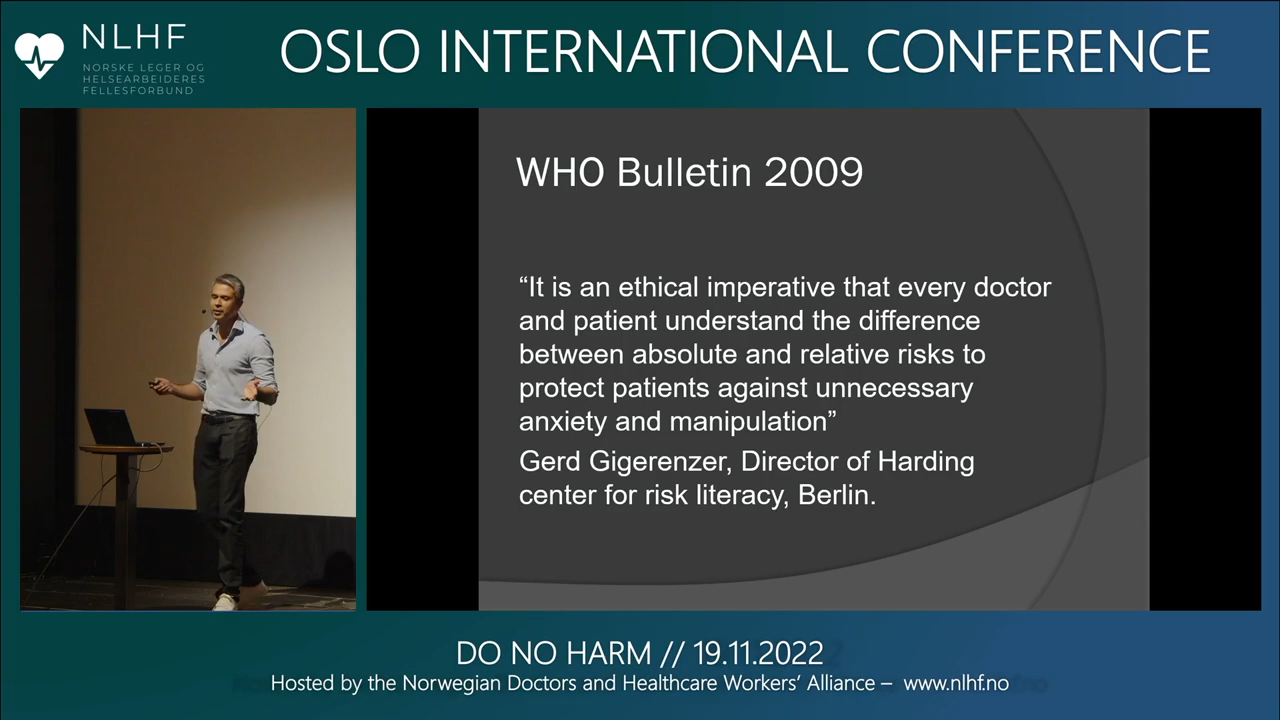 NLHF
NORSKE LEGER OG
HELSEARBEIDERES
FELLESFORBUND
OSLO INTERNATIONAL CONFERENCE
WHO Bulletin 2009
“It is an ethical imperative that every doctor
and patient understand the difference
between absolute and relative risks to
protect patients against unnecessary
anxiety and manipulation”
Gerd Gigerenzer, Director of Harding
center for risk literacy, Berlin.
DO NO HARM // 19.11.2022
Hosted by the Norwegian Doctors and Healthcare Workers’ Alliance – www.nlhf.no